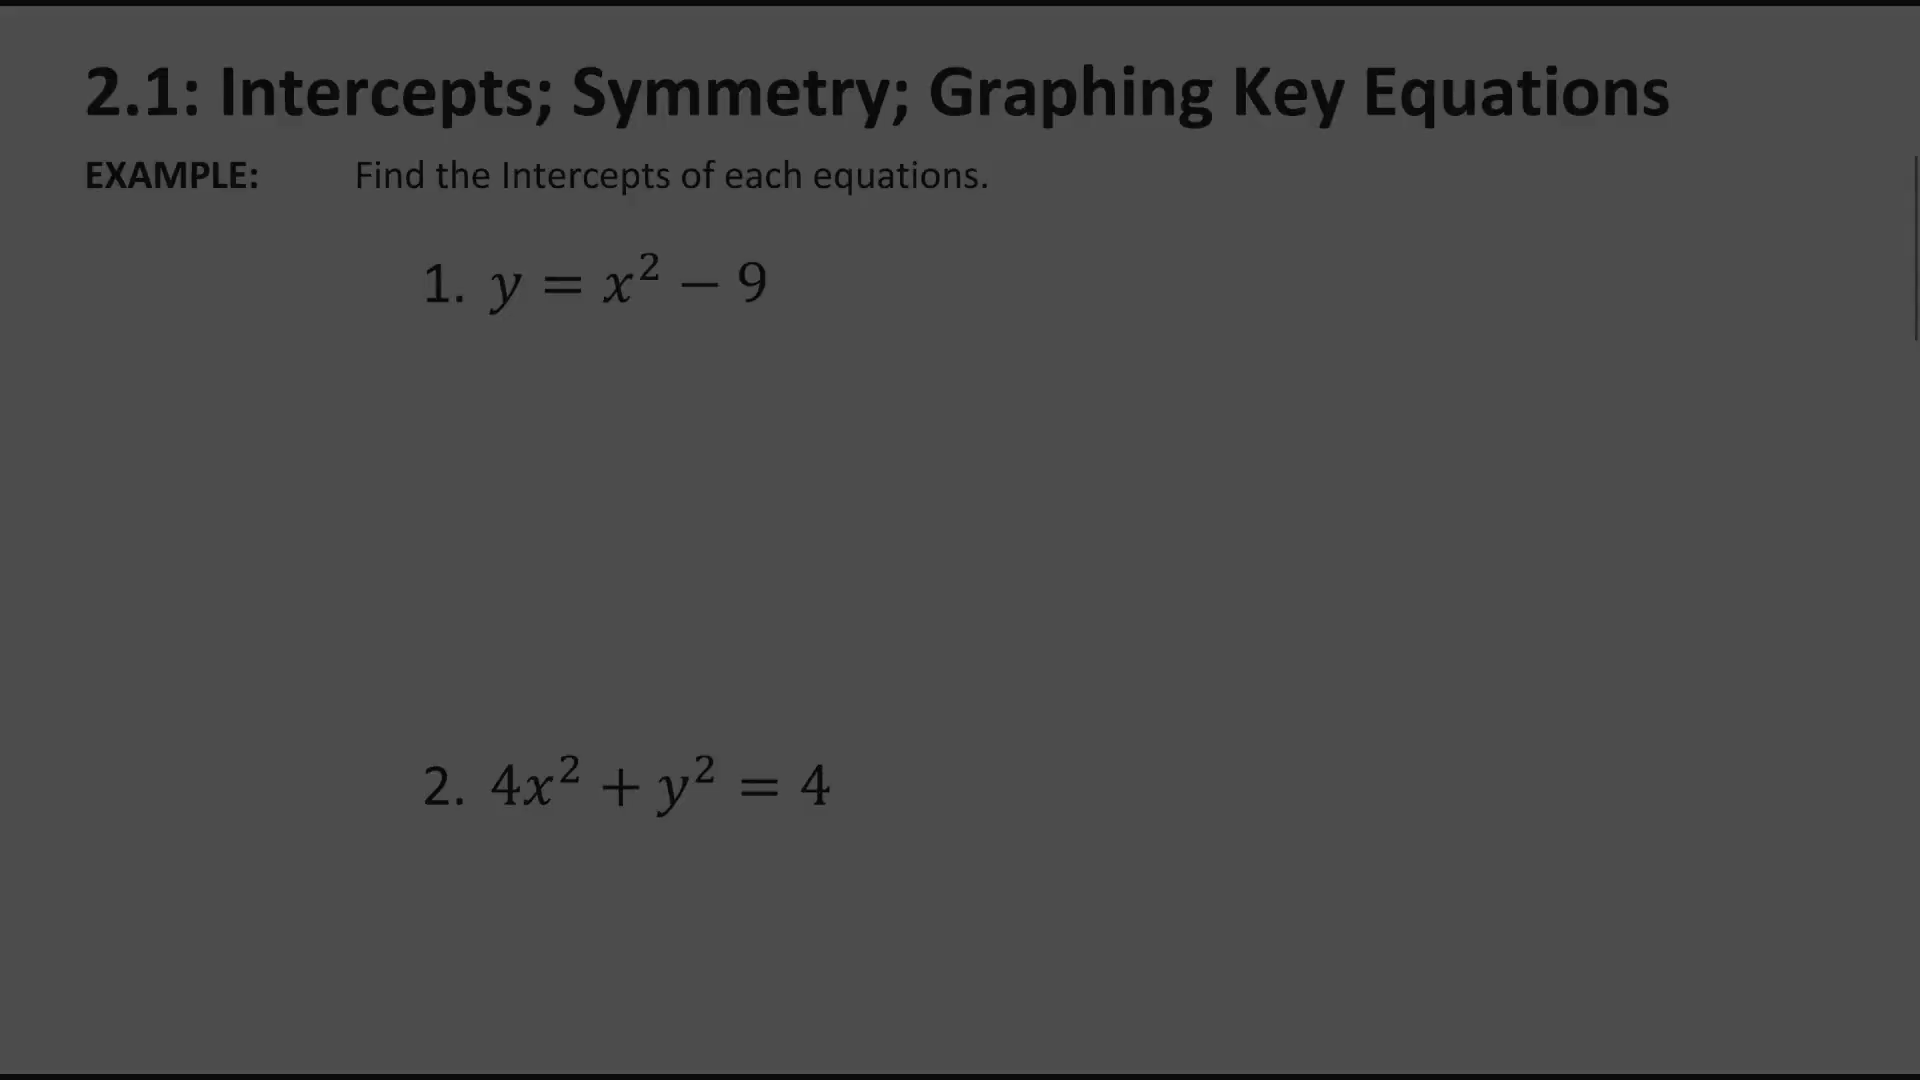 2.1: Intercepts; Symmetry; Graphing Key Equations
EXAMPLE: Find the Intercepts of each equations.
1. y = x² − 9
2. 4x² + y² = 4